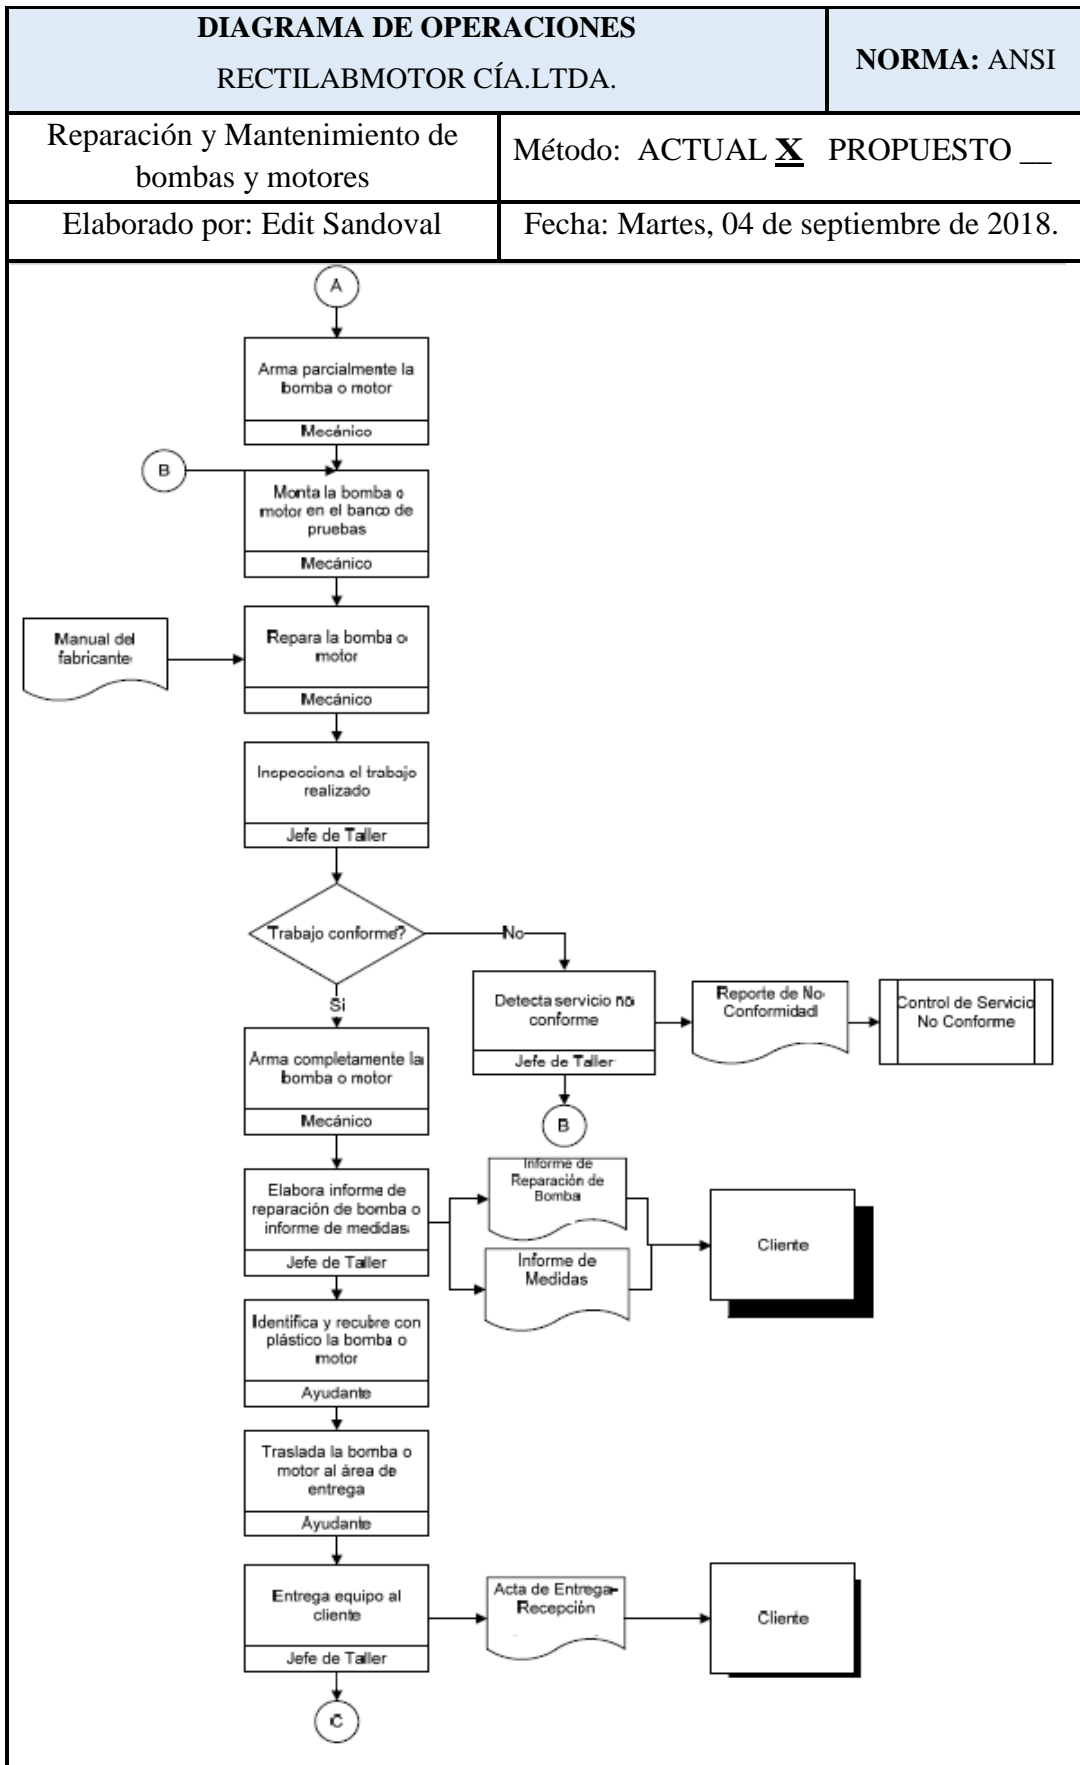 DIAGRAMA DE OPERACIONES
RECTILABMOTOR CÍA.LTDA.
NORMA: ANSI
Reparación y Mantenimiento de
bombas y motores
Método: ACTUAL X PROPUESTO __
Elaborado por: Edit Sandoval
Fecha: Martes, 04 de septiembre de 2018.
A
Arma parcialmente la
bomba o motor
Mecánico
B
Monta la bomba o
motor en el banco de
pruebas
Mecánico
Manual del
fabricante
Repara la bomba o
motor
Mecánico
Inspecciona el trabajo
realizado
Jefe de Taller
Trabajo conforme?
No
Si
Detecta servicio no
conforme
Jefe de Taller
Reporte de No
Conformidad
Control de Servicio
No Conforme
B
Arma completamente la
bomba o motor
Mecánico
Elabora informe de
reparación de bomba o
informe de medidas
Jefe de Taller
Informe de
Reparación de
Bomba
Informe de
Medidas
Cliente
Identifica y recubre con
plástico la bomba o
motor
Ayudante
Traslada la bomba o
motor al área de
entrega
Ayudante
Entrega equipo al
cliente
Jefe de Taller
Acta de Entrega-
Recepción
Cliente
C